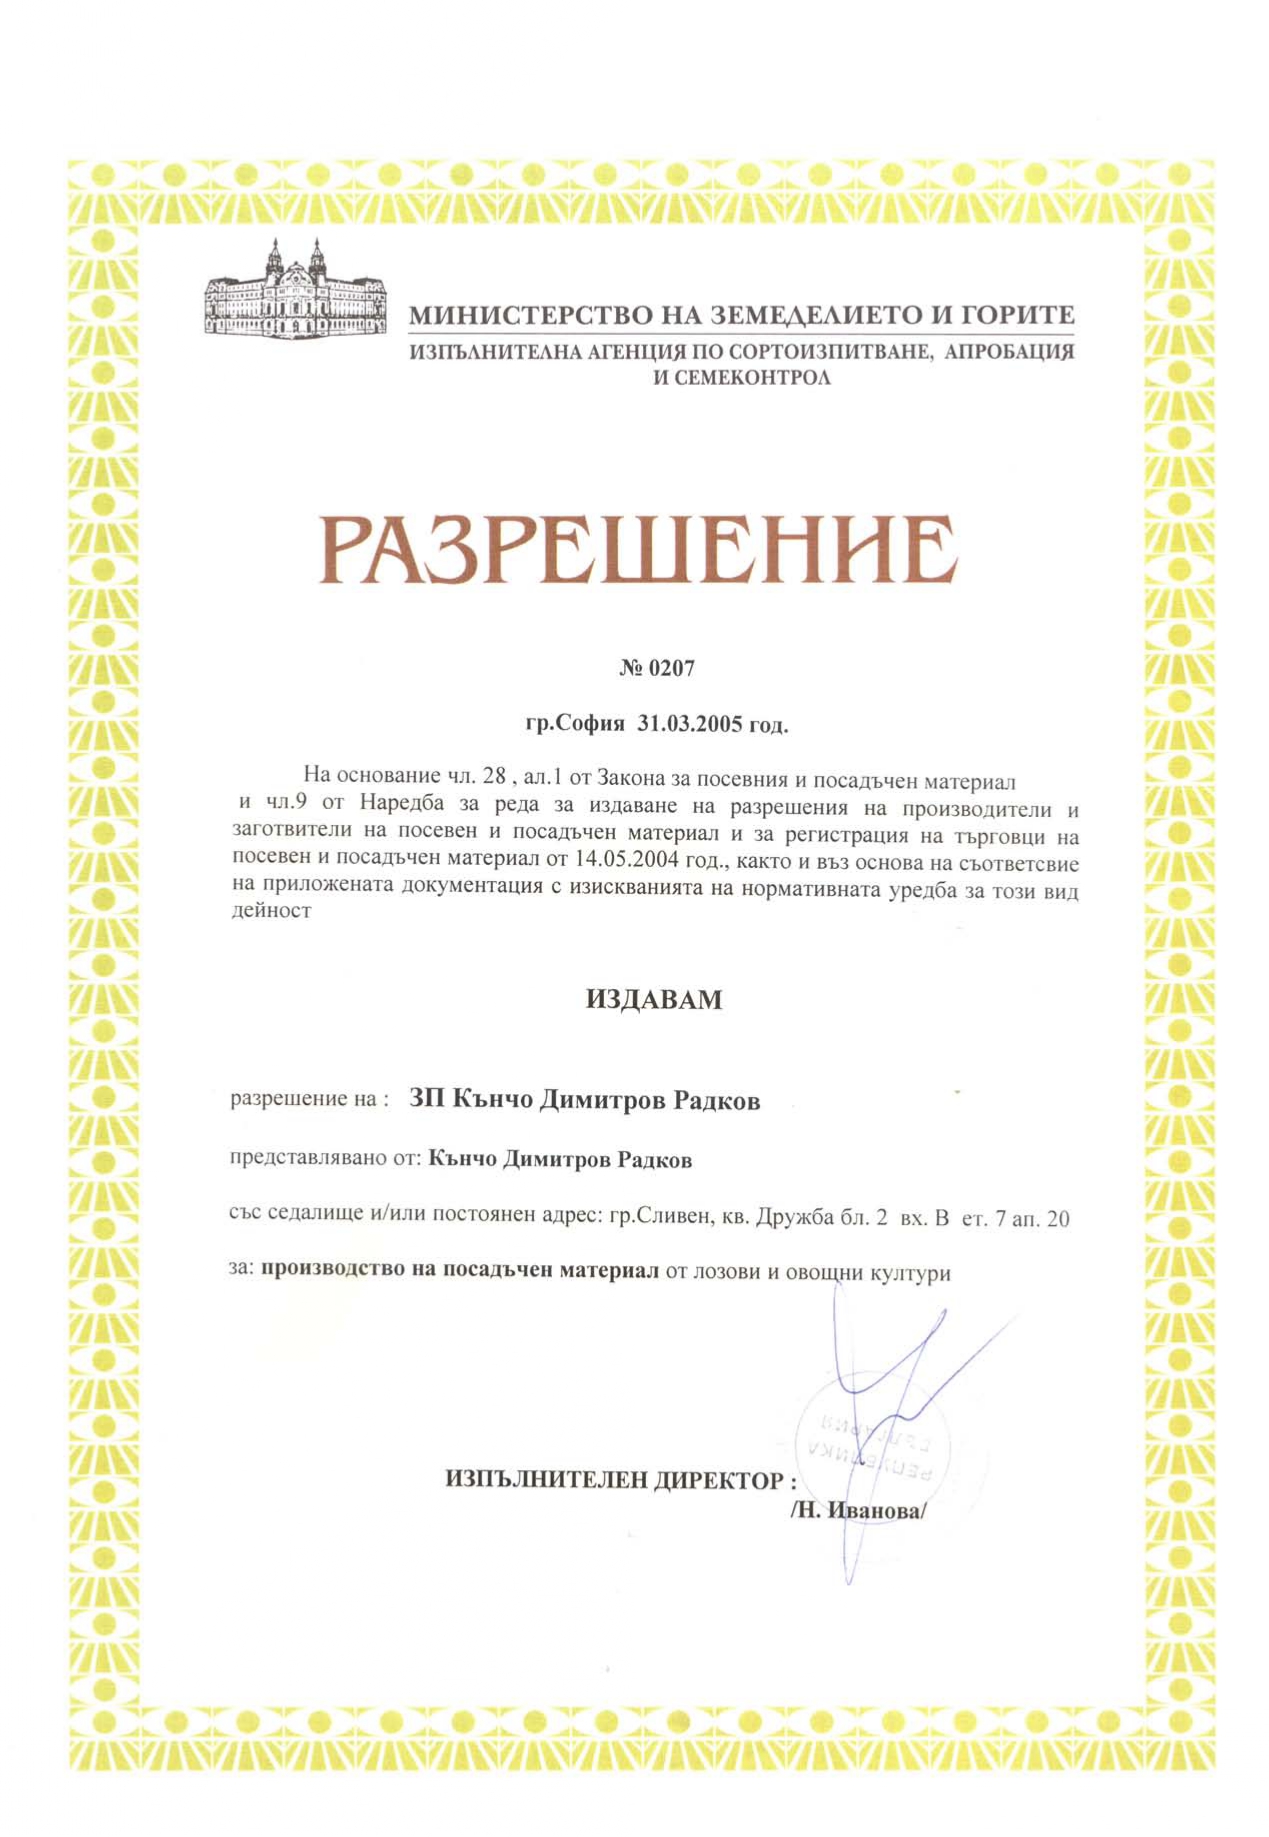 МИНИСТЕРСТВО НА ЗЕМЕДЕЛИЕТО И ГОРИТЕ
ИЗПЪЛНИТЕЛНА АГЕНЦИЯ ПО СОРТОИЗПИТВАНЕ, АПРОБАЦИЯ
И СЕМЕКОНТРОЛ
РАЗРЕШЕНИЕ
№ 0207
гр.София 31.03.2005 год.
На основание чл. 28 , ал.1 от Закона за посевния и посадъчен материал
и чл.9 от Наредба за реда за издаване на разрешения на производители и
заготвители на посевен и посадъчен материал и за регистрация на търговци на
посевен и посадъчен материал от 14.05.2004 год., както и въз основа на съответсвие
на приложената документация с изискванията на нормативната уредба за този вид
дейност
ИЗДАВАМ
разрешение на : ЗП Кънчо Димитров Радков
представлявано от: Кънчо Димитров Радков
със седалище и/или постоянен адрес: гр.Сливен, кв. Дружба бл. 2 вх. В ет. 7 ап. 20
за: производство на посадъчен материал от лозови и овощни култури
РЕПУБЛИКА
БЪЛГАРИЯ
ИЗПЪЛНИТЕЛЕН ДИРЕКТОР :
/Н. Иванова/